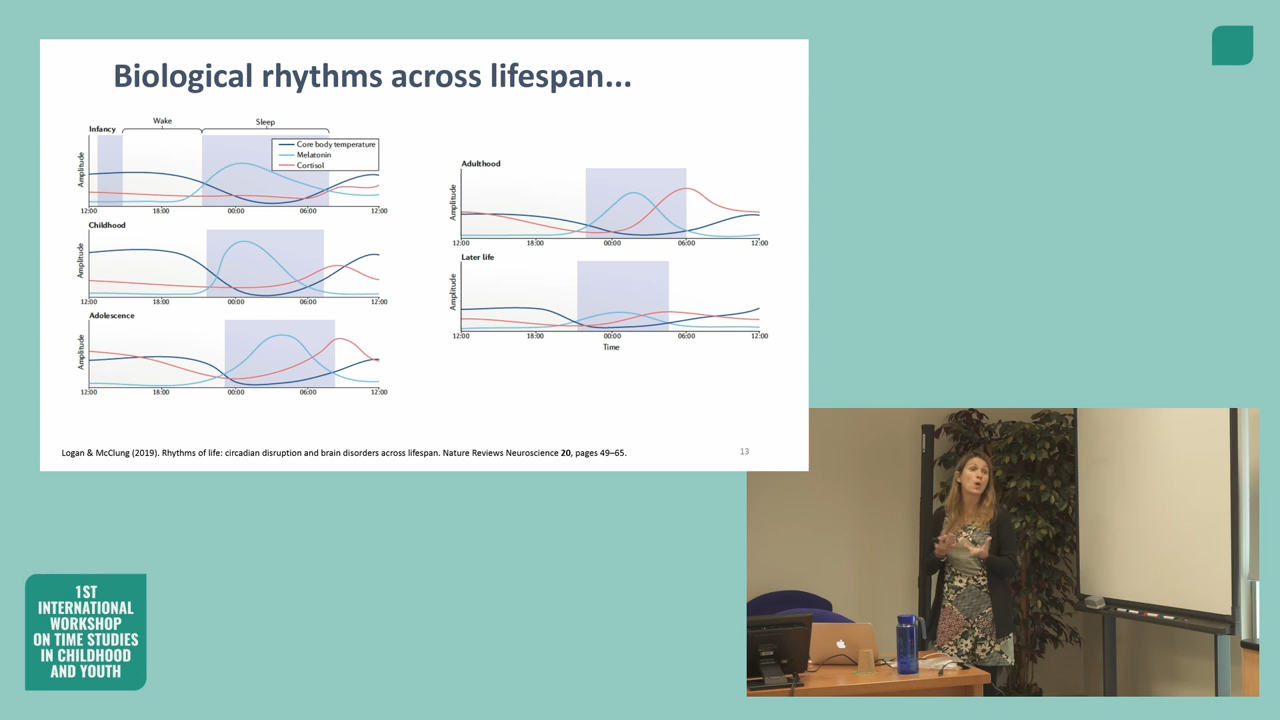 Biological rhythms across lifespan...
Wake
Sleep
Infancy
Core body temperature
Melatonin
Cortisol
Amplitude
12:00
18:00
00:00
06:00
12:00
Childhood
Amplitude
12:00
18:00
00:00
06:00
12:00
Adolescence
Amplitude
12:00
18:00
00:00
06:00
12:00
Adulthood
Amplitude
12:00
18:00
00:00
06:00
12:00
Later life
Amplitude
12:00
18:00
00:00
06:00
12:00
Time
Logan & McClung (2019). Rhythms of life: circadian disruption and brain disorders across lifespan. Nature Reviews Neuroscience 20, pages 49–65.
13
1ST
INTERNATIONAL
WORKSHOP
ON TIME STUDIES
IN CHILDHOOD
AND YOUTH